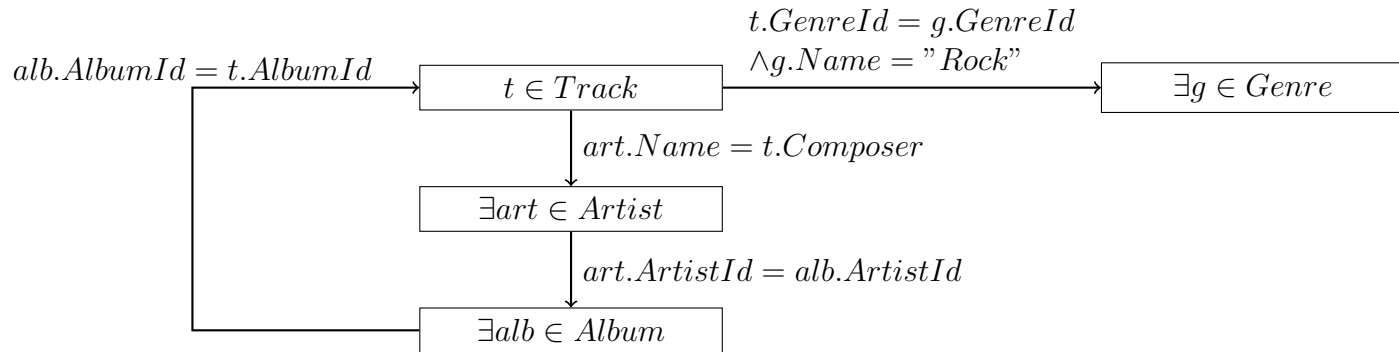 t.GenreId = g.GenreId
alb.AlbumId = t.AlbumId
∧g.Name = ”Rock”
t ∈ Track
∃g ∈ Genre
art.Name = t.Composer
∃art ∈ Artist
art.ArtistId = alb.ArtistId
∃alb ∈ Album